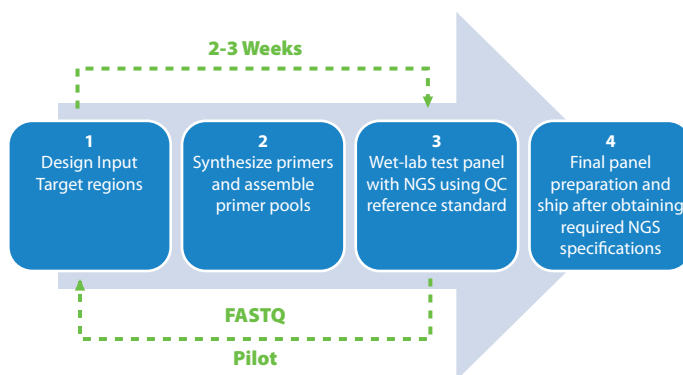 2-3 Weeks
1
Design Input
Target regions
2
Synthesize primers
and assemble
primer pools
3
Wet-lab test panel
with NGS using QC
reference standard
4
Final panel
preparation and
ship after obtaining
required NGS
specifications
FASTQ
Pilot